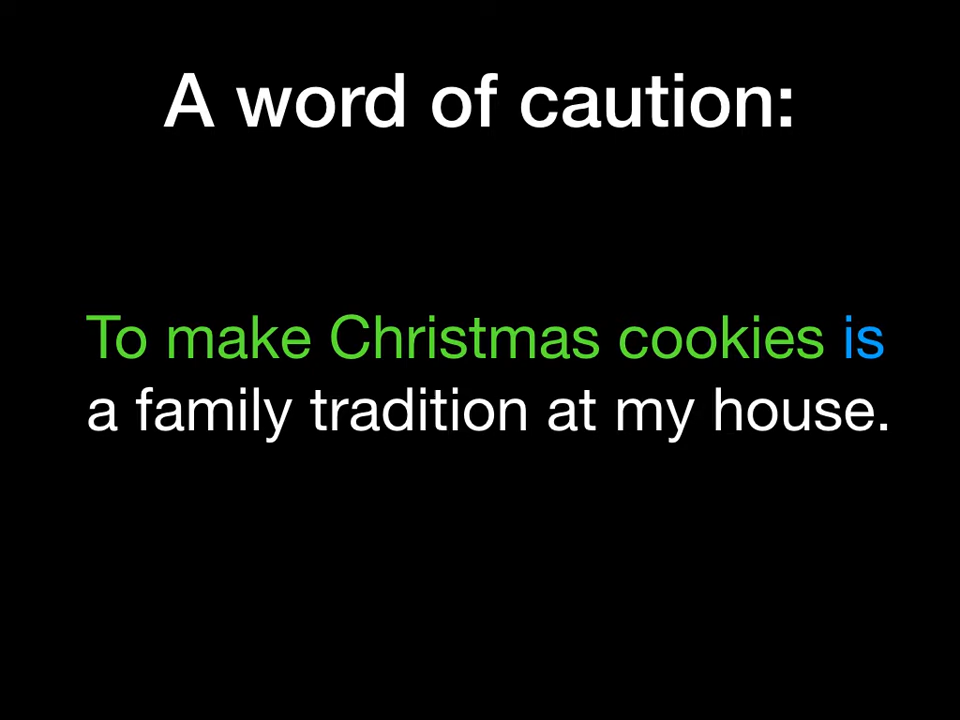 A word of caution:
To make Christmas cookies is
a family tradition at my house.